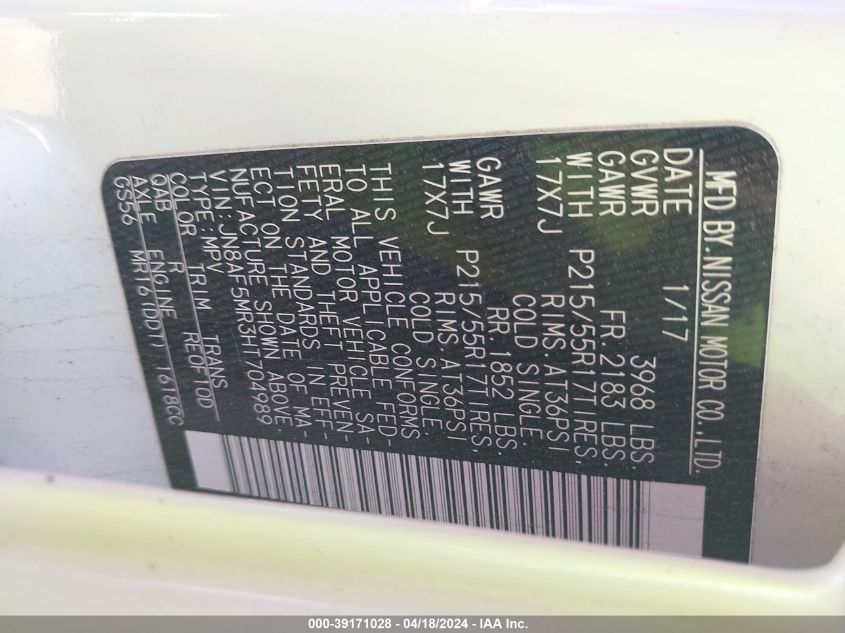 MFD BY.NISSAN MOTOR CO.,LTD.
DATE 1/17
GVWR 3968 LBS.
GAWR FR.2183 LBS.
WITH P215/55R17TIRES.
17X7J RIMS.AT36PSI
COLD SINGLE.
GAWR RR.1852 LBS.
WITH P215/55R17TIRES.
17X7J RIMS.AT36PSI
COLD SINGLE.
THIS VEHICLE CONFORMS
TO ALL APPLICABLE FED-
ERAL MOTOR VEHICLE SA-
FETY AND THEFT PREVEN-
TION STANDARDS IN EFF-
ECT ON THE DATE OF MA-
NUFACTURE SHOWN ABOVE.
VIN:JN8AF5MR3HT704989
TYPE:MPV
COLOR TRIM TRANS
QAB R RE0F10D
AXLE ENGINE
GS56 MR16(DDT) 1618CC
000-39171028 - 04/18/2024 - IAA Inc.